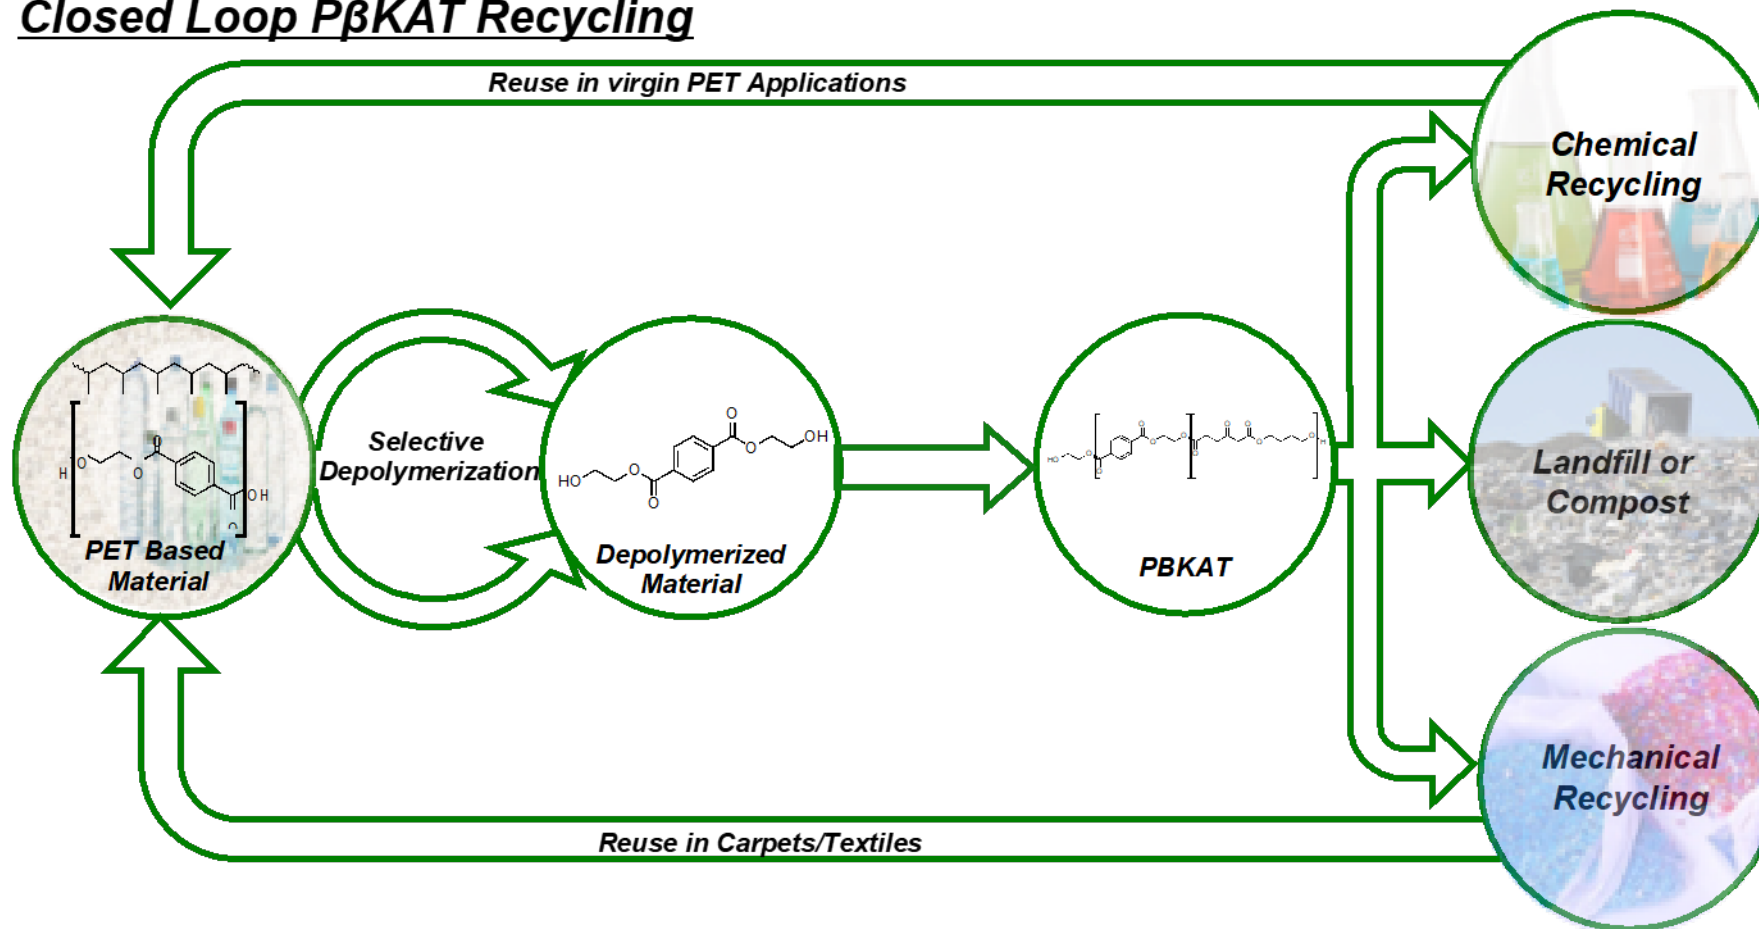 Closed Loop PβKAT Recycling
Reuse in virgin PET Applications
Chemical
Recycling
Selective
Depolymerization
PET Based
Material
H
O
O
O
O
OH
HO
O
O
O
O
OH
Depolymerized
Material
PBKAT
Landfill or
Compost
Mechanical
Recycling
Reuse in Carpets/Textiles